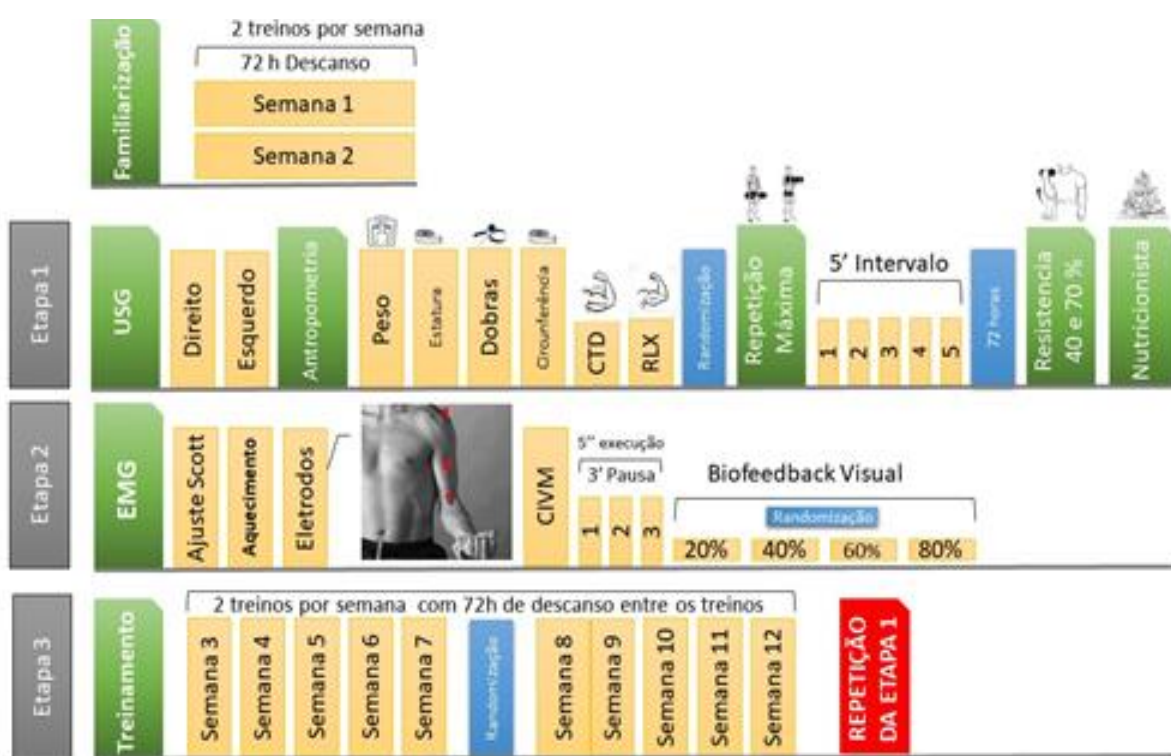 Familiarização
2 treinos por semana
72 h Descanso
Semana 1
Semana 2
Etapa 1
USG
Direito
Esquerdo
Antropometria
Peso
Estatura
Dobras
Circunferência
CTD
RLX
Randomização
Repetição
Máxima
5' Intervalo
1
2
3
4
5
72 horas
Resistencia
40 e 70 %
Nutricionista
Etapa 2
EMG
Ajuste Scott
Aquecimento
Eletrodos
CIVM
5'' execução
3' Pausa
1
2
3
Biofeedback Visual
Randomização
20%
40%
60%
80%
Etapa 3
Treinamento
2 treinos por semana com 72h de descanso entre os treinos
Semana 3
Semana 4
Semana 5
Semana 6
Semana 7
Randomização
Semana 8
Semana 9
Semana 10
Semana 11
Semana 12
REPETIÇÃO
DA ETAPA 1